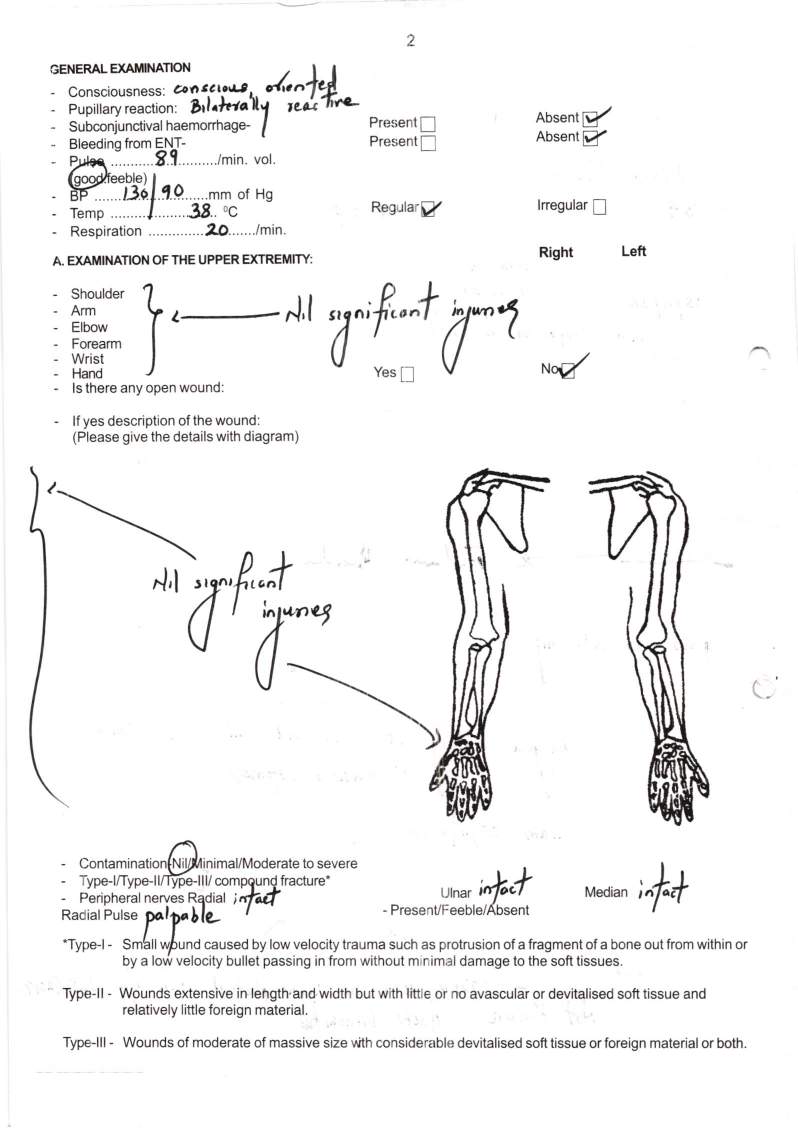 2
GENERAL EXAMINATION
- Consciousness: conscious, oriented
- Pupillary reaction: Bilaterally reactive
- Subconjunctival haemorrhage- Present Absent
- Bleeding from ENT- Present Absent
- Pulse ...........89........../min. vol.
(good/feeble)
- BP .......130/90.......mm of Hg
- Temp ....................38.. ⁰C Regular Irregular
- Respiration ..............20......./min.
A. EXAMINATION OF THE UPPER EXTREMITY: Right Left
- Shoulder
- Arm Nil significant injuries
- Elbow
- Forearm
- Wrist
- Hand Yes No
- Is there any open wound:
- If yes description of the wound:
(Please give the details with diagram)
Nil significant
injuries
- Contamination-Nil/Minimal/Moderate to severe
- Type-I/Type-II/Type-III/ compound fracture*
- Peripheral nerves Radial intact Ulnar intact Median intact
Radial Pulse palpable - Present/Feeble/Absent
*Type-I - Small wound caused by low velocity trauma such as protrusion of a fragment of a bone out from within or
by a low velocity bullet passing in from without minimal damage to the soft tissues.
Type-II - Wounds extensive in length and width but with little or no avascular or devitalised soft tissue and
relatively little foreign material.
Type-III - Wounds of moderate of massive size with considerable devitalised soft tissue or foreign material or both.